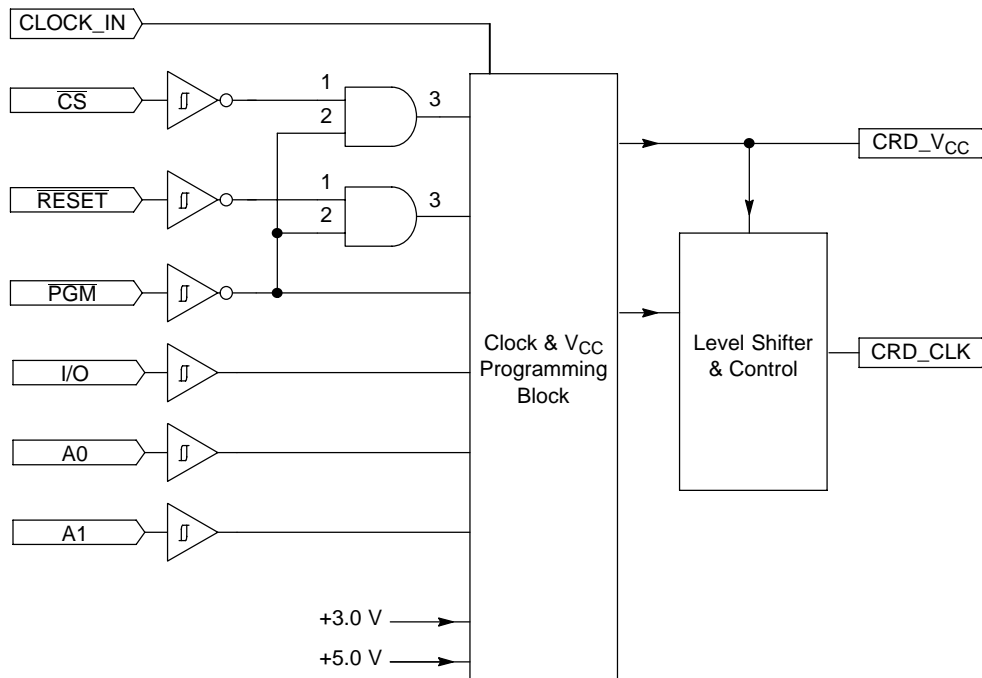 CLOCK_IN
CS
1
2
3
RESET
1
2
3
PGM
I/O
A0
A1
+3.0 V
+5.0 V
Clock & VCC
Programming
Block
Level Shifter
& Control
CRD_VCC
CRD_CLK